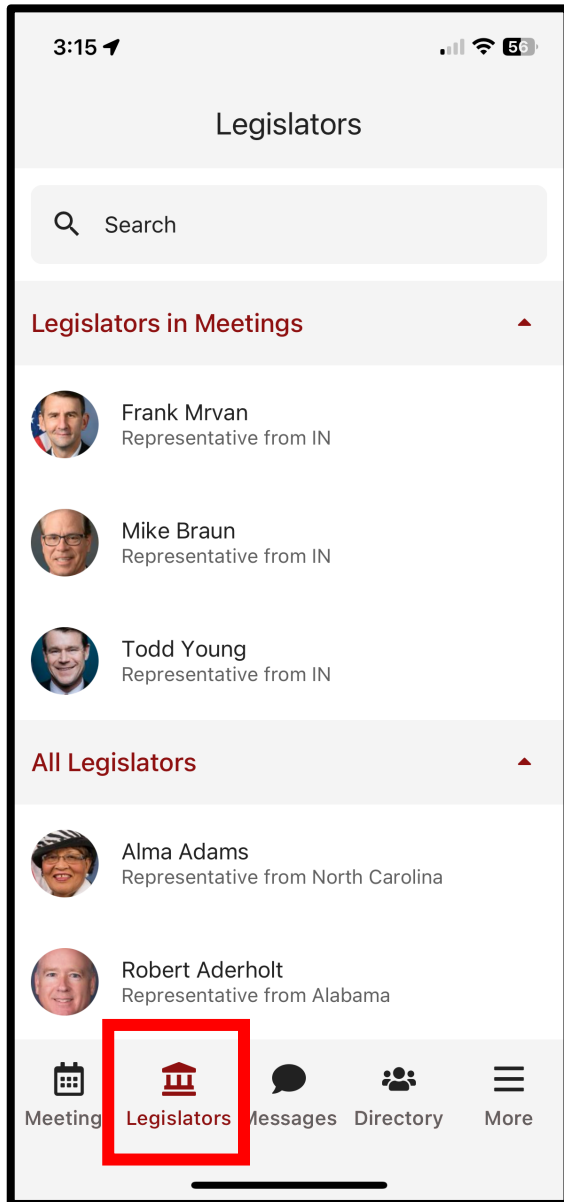 3:15
56
Legislators
Search
Legislators in Meetings
Frank Mrvan
Representative from IN
Mike Braun
Representative from IN
Todd Young
Representative from IN
All Legislators
Alma Adams
Representative from North Carolina
Robert Aderholt
Representative from Alabama
Meeting Legislators Messages Directory More